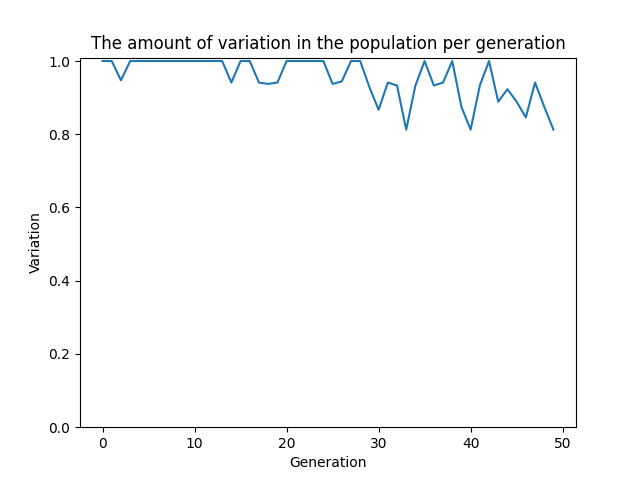 The amount of variation in the population per generation
1.0
0.8
0.6
0.4
0.2
0.0
Variation
0 10 20 30 40 50
Generation